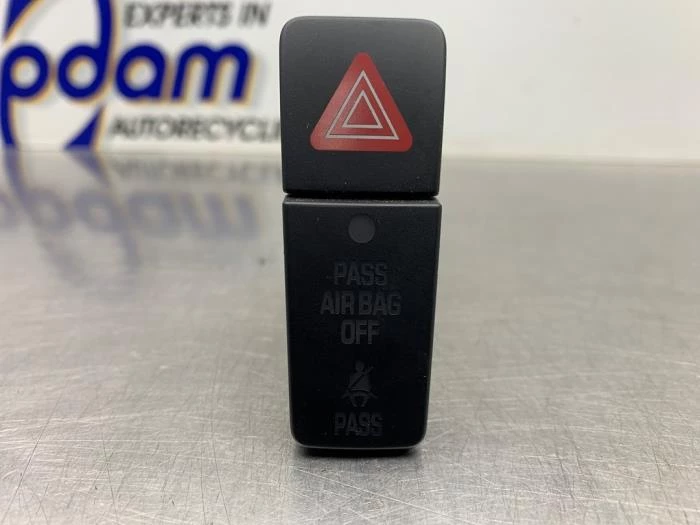 EXPERTS IN
pdam
AUTORECYCLI
PASS
AIR BAG
OFF
PASS